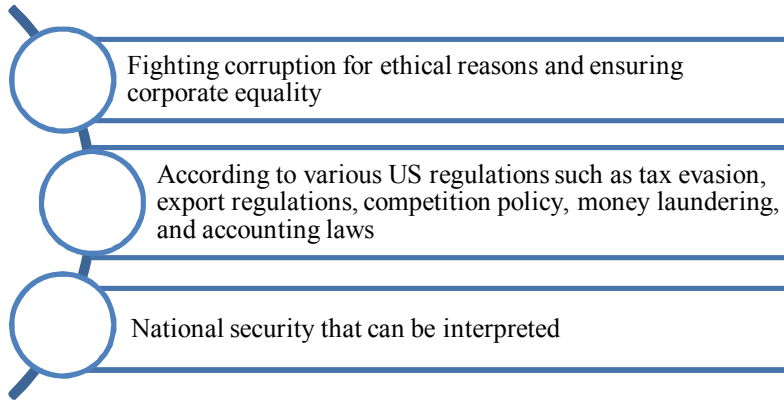 Fighting corruption for ethical reasons and ensuring
corporate equality
According to various US regulations such as tax evasion,
export regulations, competition policy, money laundering,
and accounting laws
National security that can be interpreted